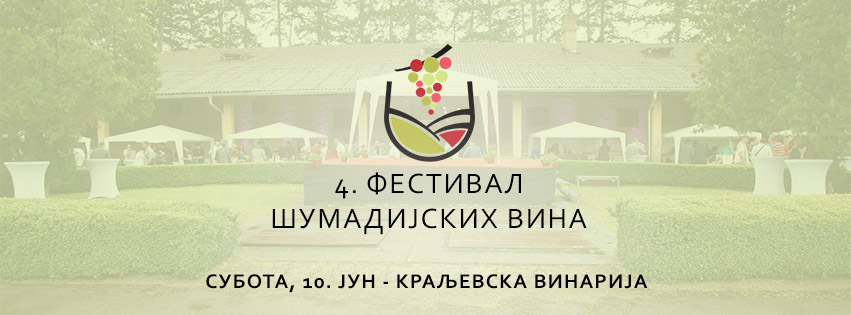 4. ФЕСТИВАЛ
ШУМАДИЈСКИХ ВИНА
СУБОТА, 10. ЈУН - КРАЉЕВСКА ВИНАРИЈА